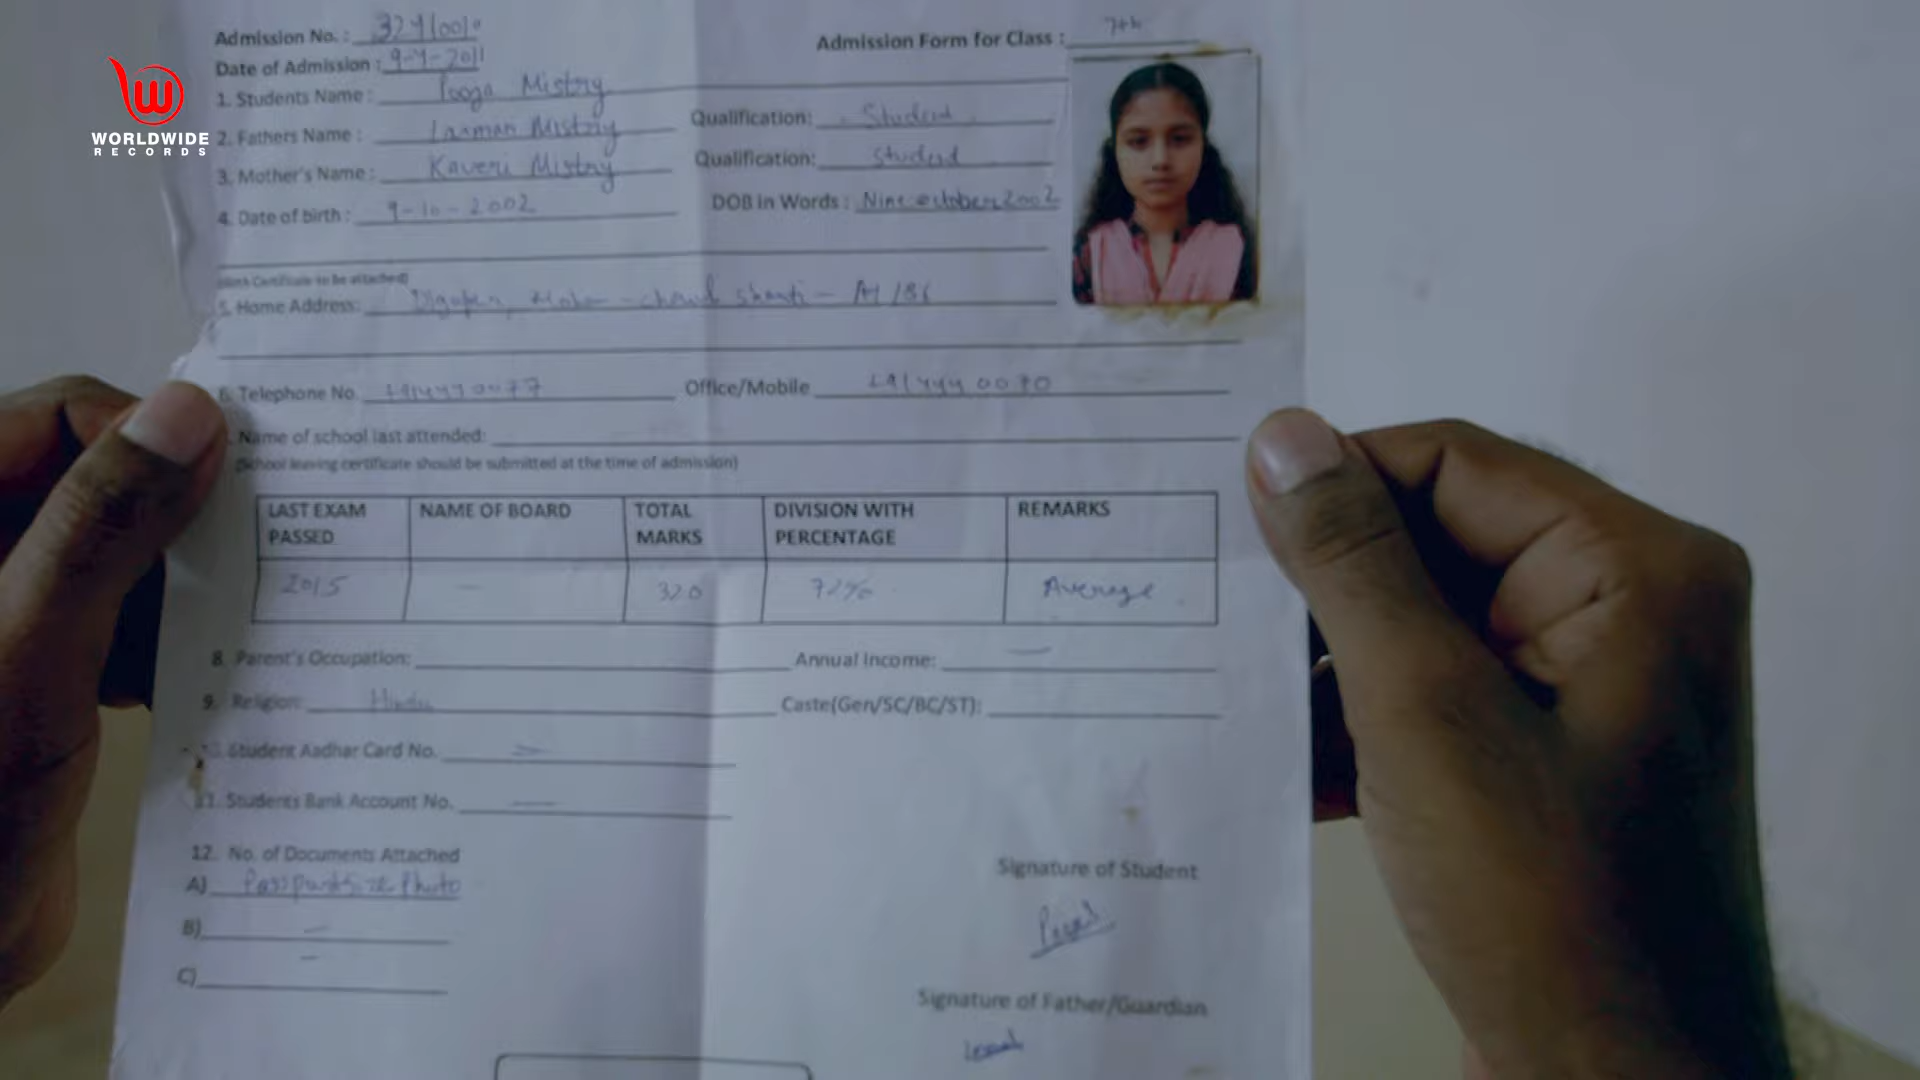 Admission No. :
Admission Form for Class : 7th
Date of Admission : 9-4-2011
WORLDWIDE
RECORDS
1. Students Name : Pooja Mistry
2. Fathers Name : Laxman Mistry Qualification: Student
3. Mother's Name : Kaveri Mistry Qualification: Student
4. Date of birth : 9-10-2002 DOB in Words : Nine october 2002
(Birth Certificate to be attached)
5. Home Address:
6. Telephone No. Office/Mobile
Name of school last attended:
(School leaving certificate should be submitted at the time of admission)
LAST EXAM PASSED NAME OF BOARD TOTAL MARKS DIVISION WITH PERCENTAGE REMARKS
2015 — 320 72% Average
8. Parent's Occupation: Annual Income: —
9. Religion: Hindu Caste(Gen/SC/BC/ST):
Student Aadhar Card No. —
11. Students Bank Account No. —
12. No. of Documents Attached
A) Passport size Photo
B) —
C) —
Signature of Student
Signature of Father/Guardian